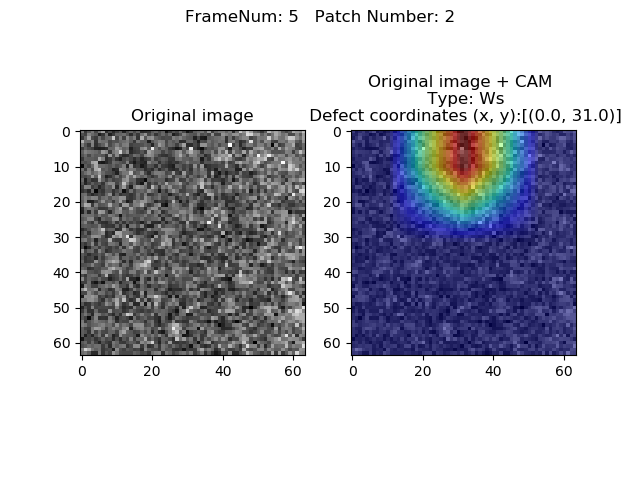 FrameNum: 5   Patch Number: 2
Original image
0
10
20
30
40
50
60
0 20 40 60
Original image + CAM
Type: Ws
Defect coordinates (x, y):[(0.0, 31.0)]
0
10
20
30
40
50
60
0 20 40 60